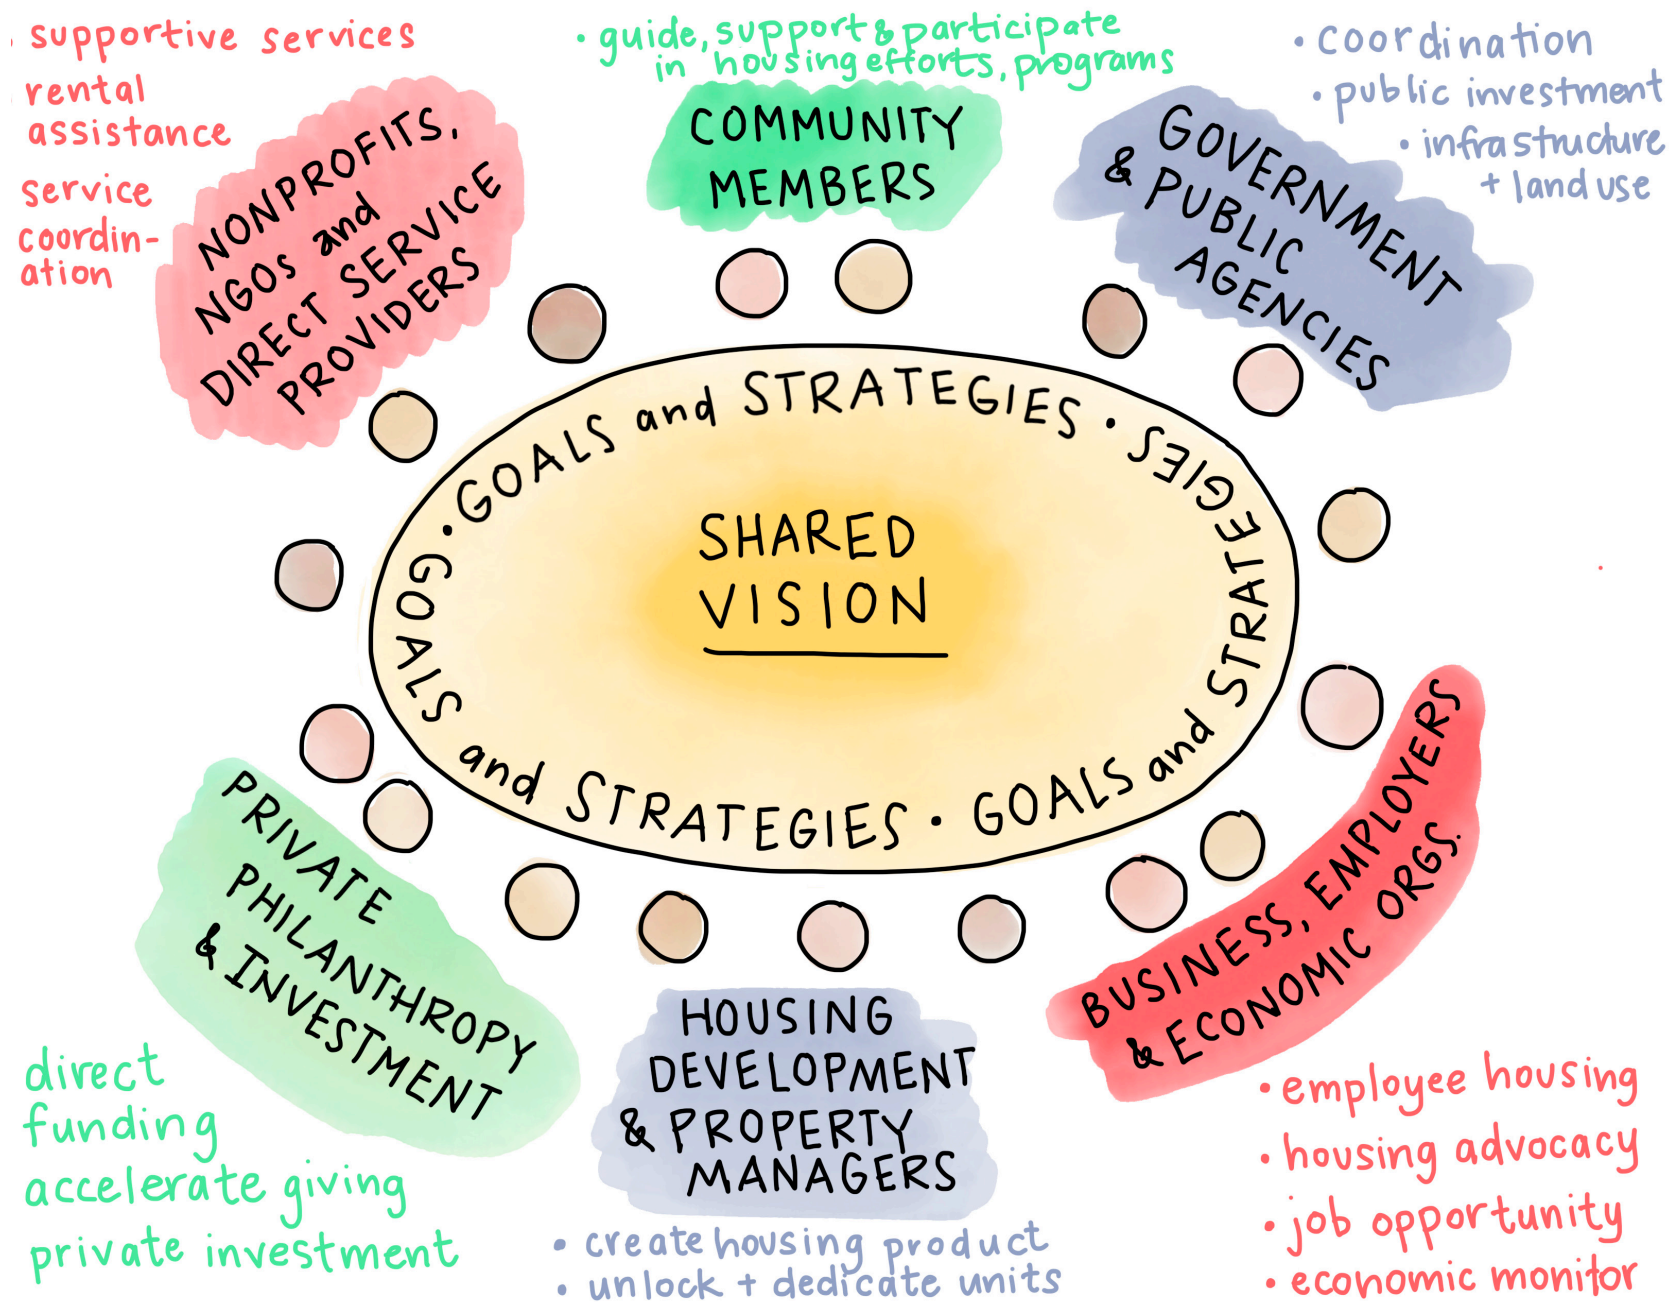 supportive services
rental
assistance
service
coordin-
ation
NONPROFITS,
NGOs and
DIRECT SERVICE
PROVIDERS
• guide, support & participate
in housing efforts, programs
COMMUNITY
MEMBERS
• coordination
• public investment
• infrastructure
+ land use
GOVERNMENT
& PUBLIC
AGENCIES
• GOALS and STRATEGIES •
GOALS and STRATEGIES
GOALS and STRATEGIES •
SHARED
VISION
PRIVATE
PHILANTHROPY
& INVESTMENT
direct
funding
accelerate giving
private investment
HOUSING
DEVELOPMENT
& PROPERTY
MANAGERS
• create housing product
• unlock + dedicate units
BUSINESS, EMPLOYERS
& ECONOMIC ORGS.
• employee housing
• housing advocacy
• job opportunity
• economic monitor